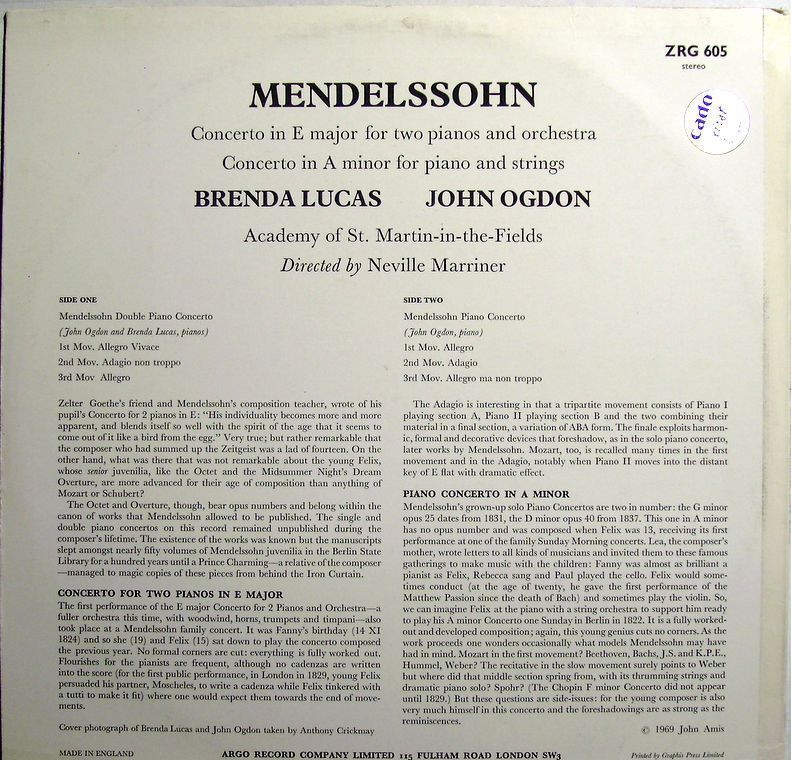 ZRG 605
stereo
cado
MENDELSSOHN
Concerto in E major for two pianos and orchestra
Concerto in A minor for piano and strings
BRENDA LUCAS JOHN OGDON
Academy of St. Martin-in-the-Fields
Directed by Neville Marriner
SIDE ONE
Mendelssohn Double Piano Concerto
(John Ogdon and Brenda Lucas, pianos)
1st Mov. Allegro Vivace
2nd Mov. Adagio non troppo
3rd Mov Allegro
Zelter Goethe's friend and Mendelssohn's composition teacher, wrote of his
pupil's Concerto for 2 pianos in E: "His individuality becomes more and more
apparent, and blends itself so well with the spirit of the age that it seems to
come out of it like a bird from the egg." Very true; but rather remarkable that
the composer who had summed up the Zeitgeist was a lad of fourteen. On the
other hand, what was there that was not remarkable about the young Felix,
whose senior juvenilia, like the Octet and the Midsummer Night's Dream
Overture, are more advanced for their age of composition than anything of
Mozart or Schubert?
The Octet and Overture, though, bear opus numbers and belong within the
canon of works that Mendelssohn allowed to be published. The single and
double piano concertos on this record remained unpublished during the
composer's lifetime. The existence of the works was known but the manuscripts
slept amongst nearly fifty volumes of Mendelssohn juvenilia in the Berlin State
Library for a hundred years until a Prince Charming—a relative of the composer
—managed to magic copies of these pieces from behind the Iron Curtain.
CONCERTO FOR TWO PIANOS IN E MAJOR
The first performance of the E major Concerto for 2 Pianos and Orchestra—a
fuller orchestra this time, with woodwind, horns, trumpets and timpani—also
took place at a Mendelssohn family concert. It was Fanny's birthday (14 XI
1824) and so she (19) and Felix (15) sat down to play the concerto composed
the previous year. No formal corners are cut: everything is fully worked out.
Flourishes for the pianists are frequent, although no cadenzas are written
into the score (for the first public performance, in London in 1829, young Felix
persuaded his partner, Moscheles, to write a cadenza while Felix tinkered with
a tutti to make it fit) where one would expect them towards the end of move-
ments.
Cover photograph of Brenda Lucas and John Ogdon taken by Anthony Crickmay
SIDE TWO
Mendelssohn Piano Concerto
(John Ogdon, piano)
1st Mov. Allegro
2nd Mov. Adagio
3rd Mov. Allegro ma non troppo
The Adagio is interesting in that a tripartite movement consists of Piano I
playing section A, Piano II playing section B and the two combining their
material in a final section, a variation of ABA form. The finale exploits harmon-
ic, formal and decorative devices that foreshadow, as in the solo piano concerto,
later works by Mendelssohn. Mozart, too, is recalled many times in the first
movement and in the Adagio, notably when Piano II moves into the distant
key of E flat with dramatic effect.
PIANO CONCERTO IN A MINOR
Mendelssohn's grown-up solo Piano Concertos are two in number: the G minor
opus 25 dates from 1831, the D minor opus 40 from 1837. This one in A minor
has no opus number and was composed when Felix was 13, receiving its first
performance at one of the family Sunday Morning concerts. Lea, the composer's
mother, wrote letters to all kinds of musicians and invited them to these famous
gatherings to make music with the children: Fanny was almost as brilliant a
pianist as Felix, Rebecca sang and Paul played the cello. Felix would some-
times conduct (at the age of twenty, he gave the first performance of the
Matthew Passion since the death of Bach) and sometimes play the violin. So,
we can imagine Felix at the piano with a string orchestra to support him ready
to play his A minor Concerto one Sunday in Berlin in 1822. It is a fully worked-
out and developed composition; again, this young genius cuts no corners. As the
work proceeds one wonders occasionally what models Mendelssohn may have
had in mind. Mozart in the first movement? Beethoven, Bachs, J.S. and K.P.E.,
Hummel, Weber? The recitative in the slow movement surely points to Weber
but where did that middle section spring from, with its thrumming strings and
dramatic piano solo? Spohr? (The Chopin F minor Concerto did not appear
until 1829.) But these questions are side-issues: for the young composer is also
very much himself in this concerto and the foreshadowings are as strong as the
reminiscences.
© 1969 John Amis
MADE IN ENGLAND
ARGO RECORD COMPANY LIMITED 115 FULHAM ROAD LONDON SW3
Printed by Graphis Press Limited